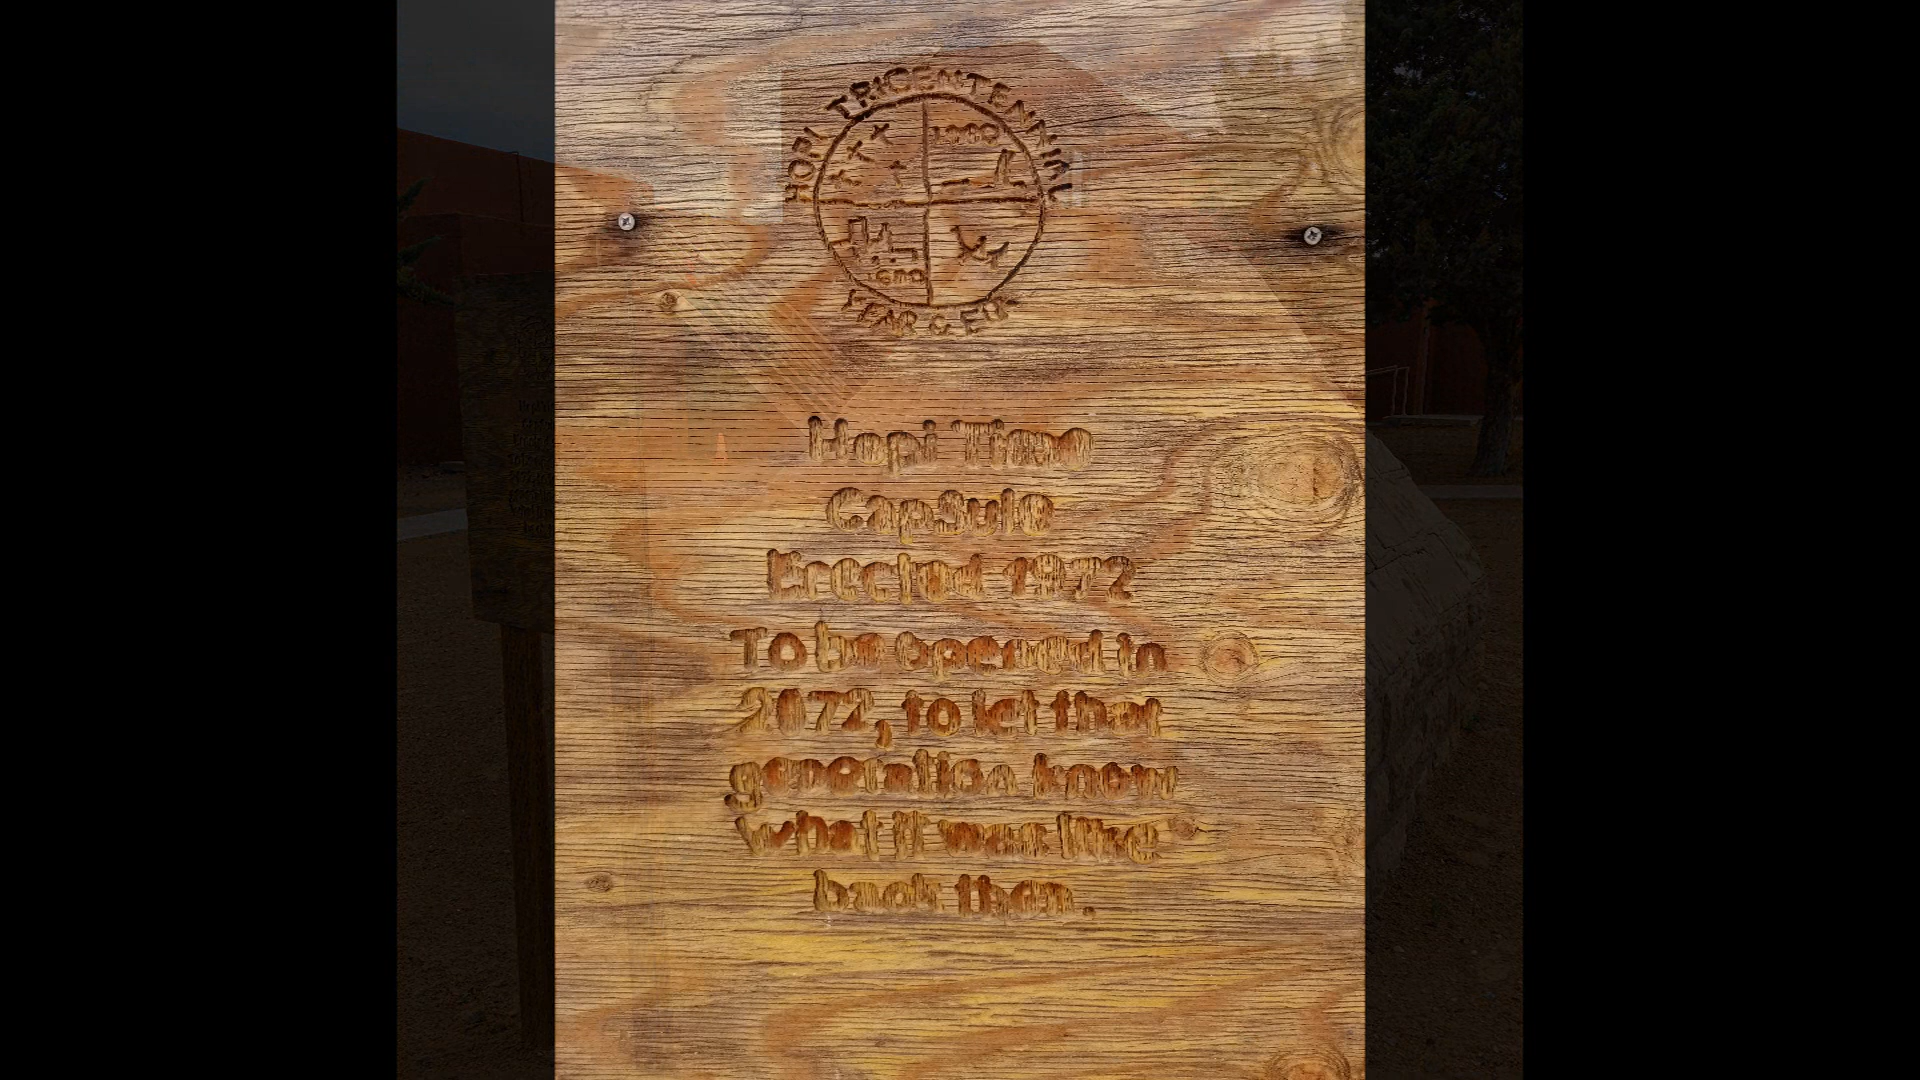 HOPI TRICENTENNIAL
1980
1680
YEAR & EVE
Hopi Time
Capsule
Erected 1972
To be opened in
2072, to let that
generation know
what it was like
back then.